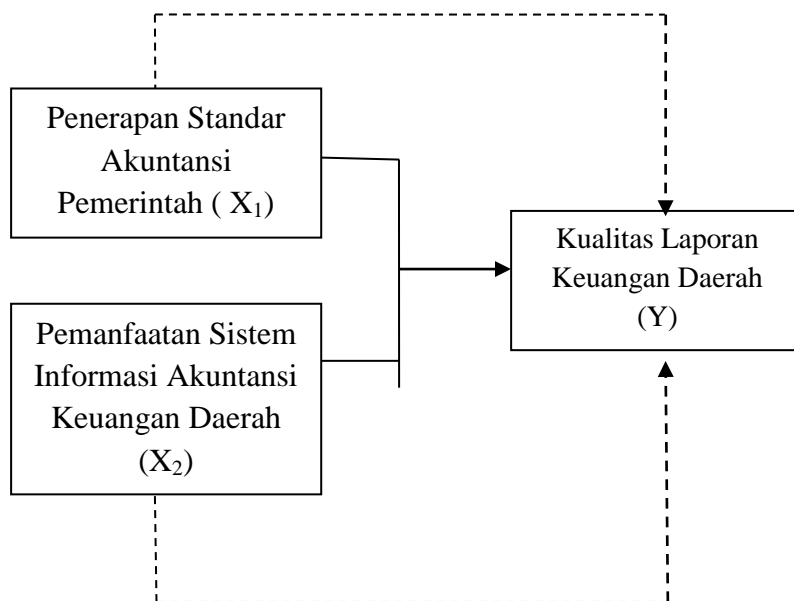 Penerapan Standar
Akuntansi
Pemerintah ( X₁)
Kualitas Laporan
Keuangan Daerah
(Y)
Pemanfaatan Sistem
Informasi Akuntansi
Keuangan Daerah
(X₂)